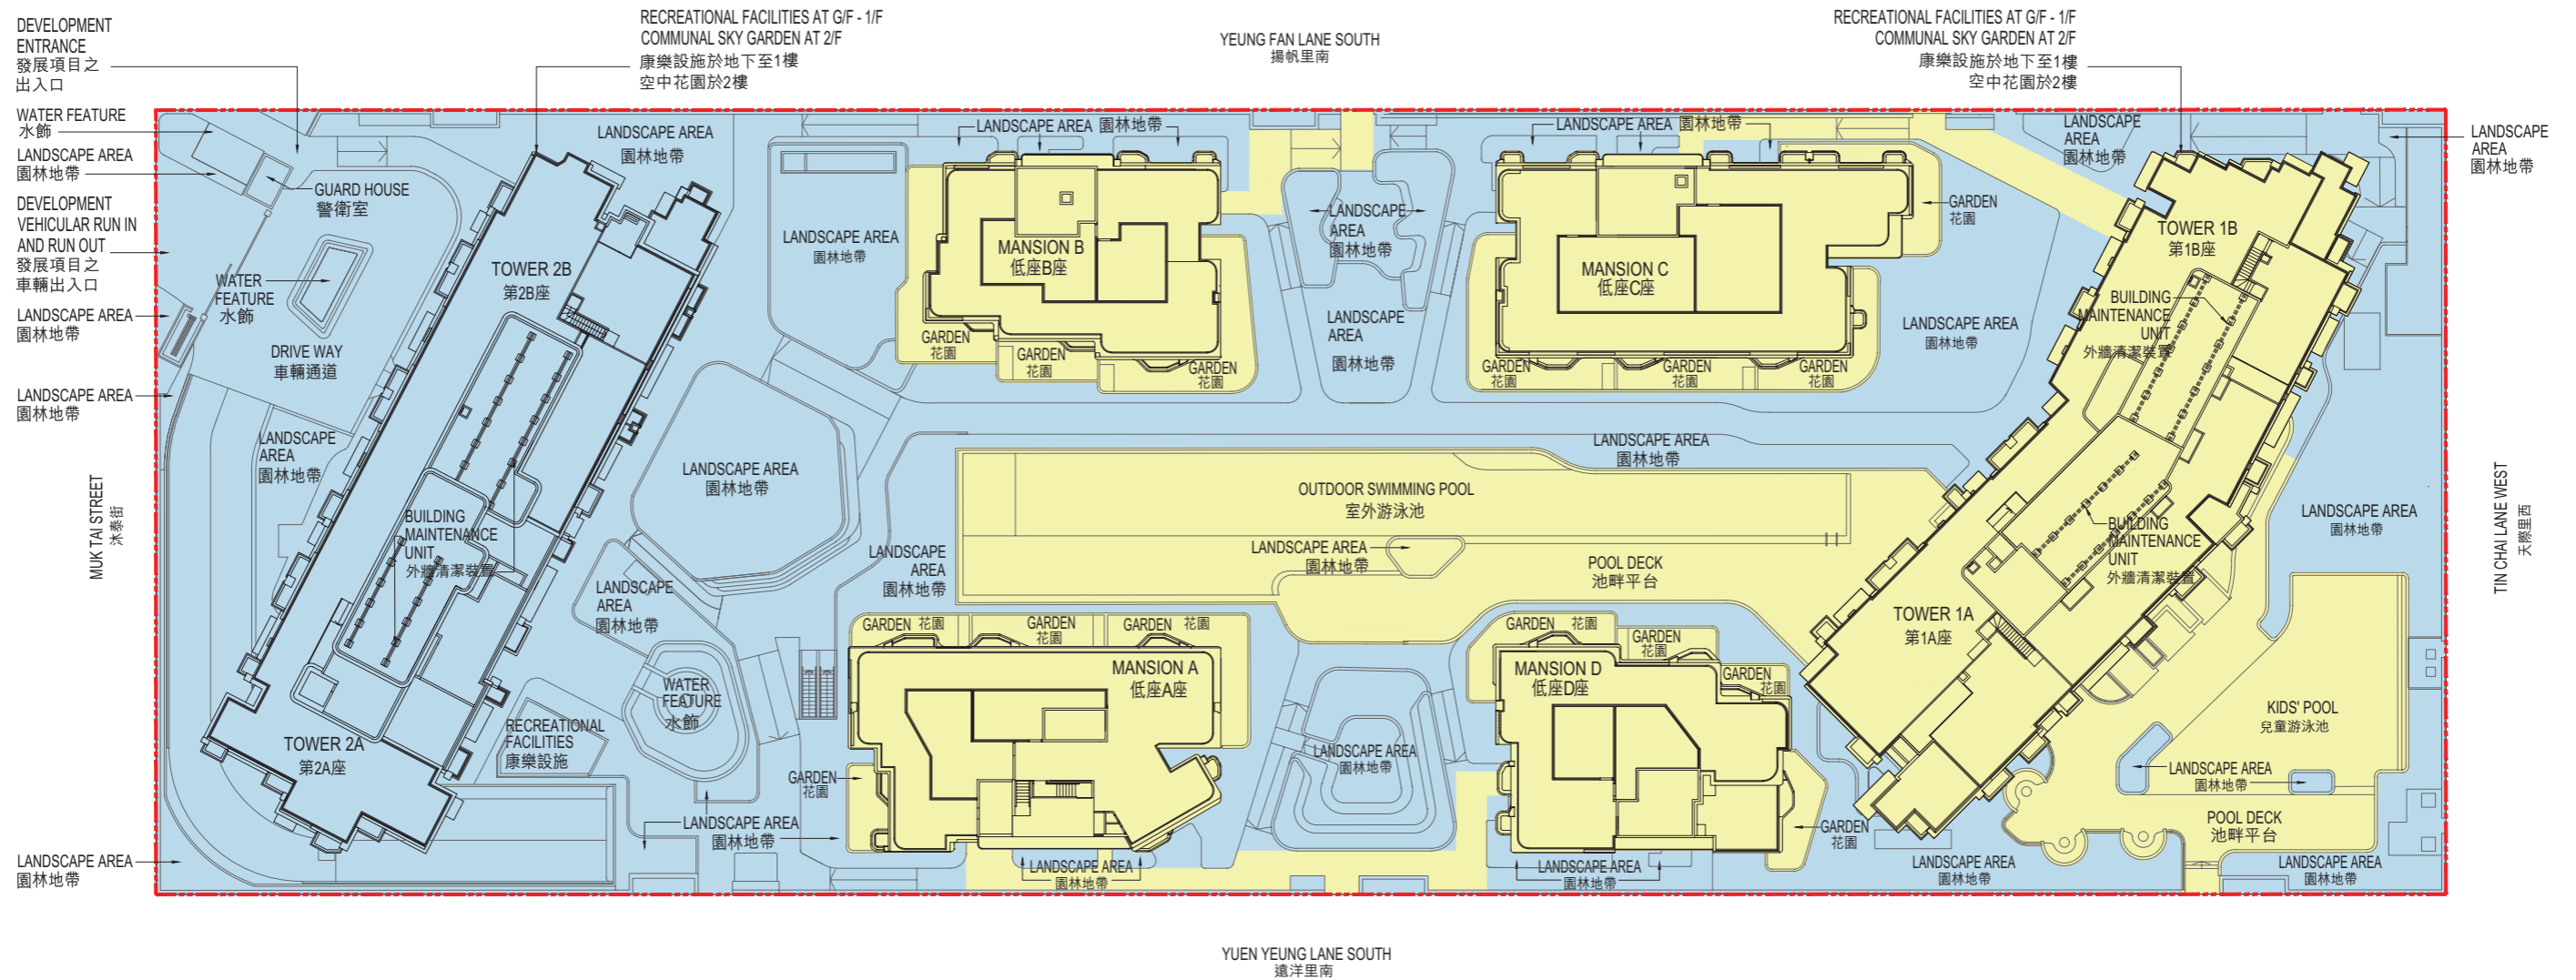 DEVELOPMENT
ENTRANCE
發展項目之
出入口
WATER FEATURE
水飾
LANDSCAPE AREA
園林地帶
DEVELOPMENT
VEHICULAR RUN IN
AND RUN OUT
發展項目之
車輛出入口
LANDSCAPE AREA
園林地帶
LANDSCAPE AREA
園林地帶
LANDSCAPE AREA
園林地帶
MUK TAI STREET
沐泰街
RECREATIONAL FACILITIES AT G/F - 1/F
COMMUNAL SKY GARDEN AT 2/F
康樂設施於地下至1樓
空中花園於2樓
YEUNG FAN LANE SOUTH
揚帆里南
RECREATIONAL FACILITIES AT G/F - 1/F
COMMUNAL SKY GARDEN AT 2/F
康樂設施於地下至1樓
空中花園於2樓
LANDSCAPE
AREA
園林地帶
GUARD HOUSE
警衛室
WATER
FEATURE
水飾
DRIVE WAY
車輛通道
LANDSCAPE
AREA
園林地帶
LANDSCAPE AREA
園林地帶
TOWER 2B
第2B座
BUILDING
MAINTENANCE
UNIT
外牆清潔裝置
TOWER 2A
第2A座
LANDSCAPE AREA
園林地帶
LANDSCAPE AREA
園林地帶
LANDSCAPE
AREA
園林地帶
WATER
FEATURE
水飾
RECREATIONAL
FACILITIES
康樂設施
LANDSCAPE AREA
園林地帶
LANDSCAPE AREA 園林地帶
MANSION B
低座B座
GARDEN
花園
GARDEN
花園
GARDEN
花園
LANDSCAPE
AREA
園林地帶
LANDSCAPE
AREA
園林地帶
LANDSCAPE AREA 園林地帶
MANSION C
低座C座
GARDEN
花園
GARDEN
花園
GARDEN
花園
GARDEN
花園
LANDSCAPE AREA
園林地帶
LANDSCAPE
AREA
園林地帶
TOWER 1B
第1B座
BUILDING
MAINTENANCE
UNIT
外牆清潔裝置
LANDSCAPE AREA
園林地帶
OUTDOOR SWIMMING POOL
室外游泳池
LANDSCAPE AREA
園林地帶
POOL DECK
池畔平台
LANDSCAPE
AREA
園林地帶
BUILDING
MAINTENANCE
UNIT
外牆清潔裝置
TOWER 1A
第1A座
LANDSCAPE AREA
園林地帶
TIN CHAI LANE WEST
天際里西
GARDEN 花園
GARDEN
花園
GARDEN 花園
MANSION A
低座A座
GARDEN
花園
LANDSCAPE AREA
園林地帶
LANDSCAPE AREA
園林地帶
GARDEN 花園
GARDEN
花園
GARDEN
花園
MANSION D
低座D座
GARDEN
花園
LANDSCAPE AREA
園林地帶
KIDS' POOL
兒童游泳池
LANDSCAPE AREA
園林地帶
POOL DECK
池畔平台
LANDSCAPE AREA
園林地帶
LANDSCAPE AREA
園林地帶
YUEN YEUNG LANE SOUTH
遠洋里南